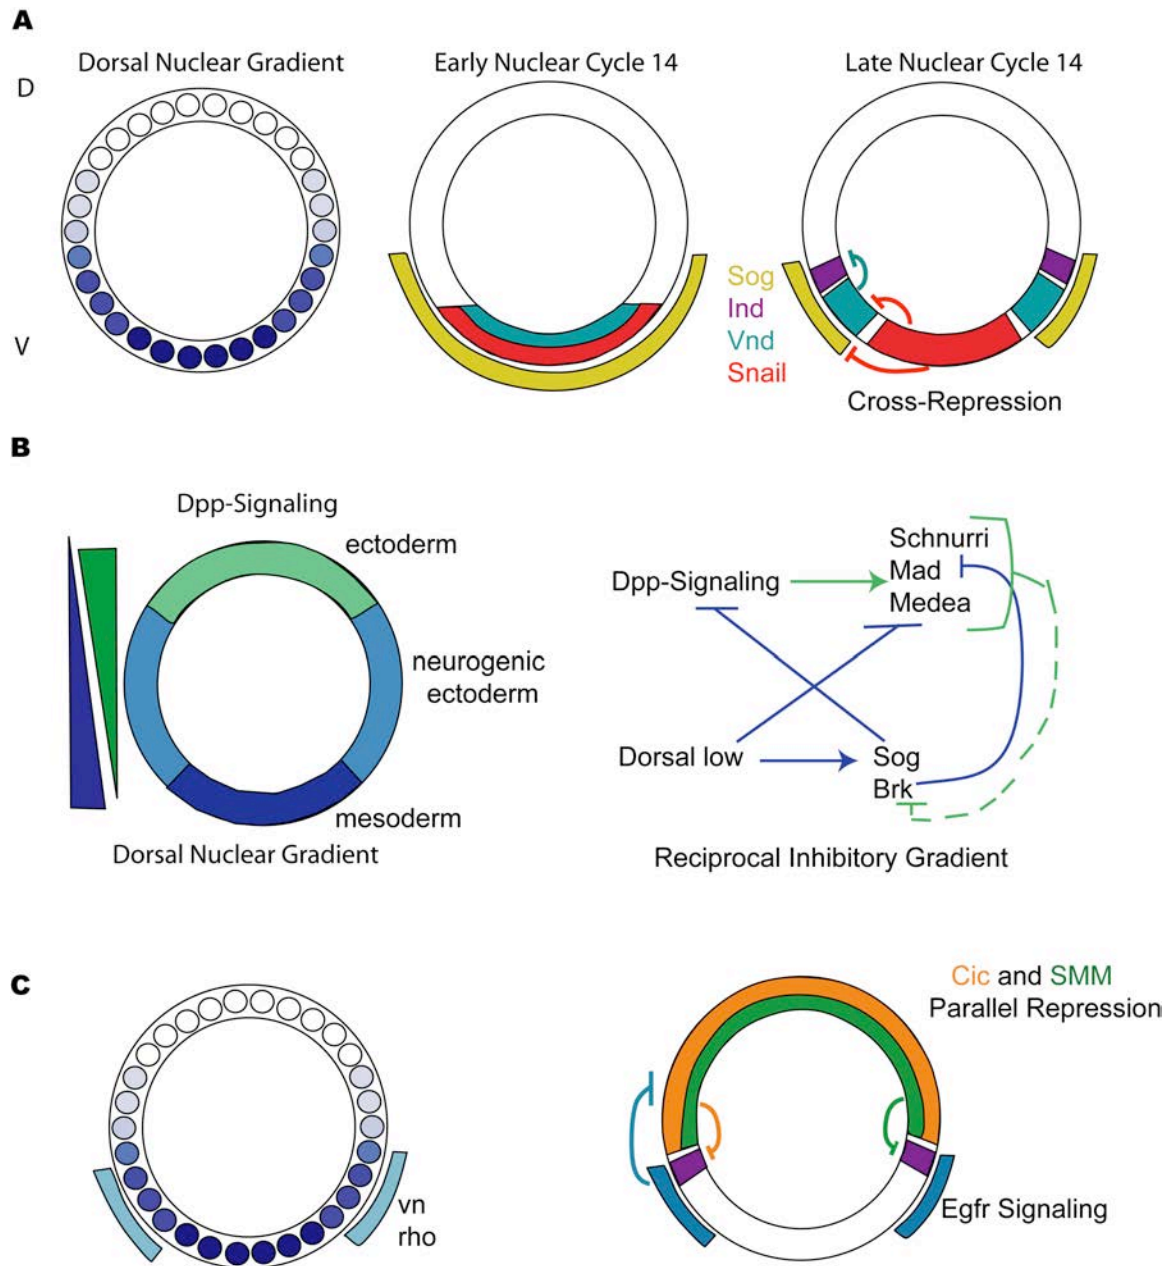 A
Dorsal Nuclear Gradient
Early Nuclear Cycle 14
Late Nuclear Cycle 14
D
V
Sog
Ind
Vnd
Snail
Cross-Repression
B
Dpp-Signaling
ectoderm
neurogenic
ectoderm
mesoderm
Dorsal Nuclear Gradient
Schnurri
Dpp-Signaling
Mad
Medea
Dorsal low
Sog
Brk
Reciprocal Inhibitory Gradient
C
vn
rho
Cic and SMM
Parallel Repression
Egfr Signaling